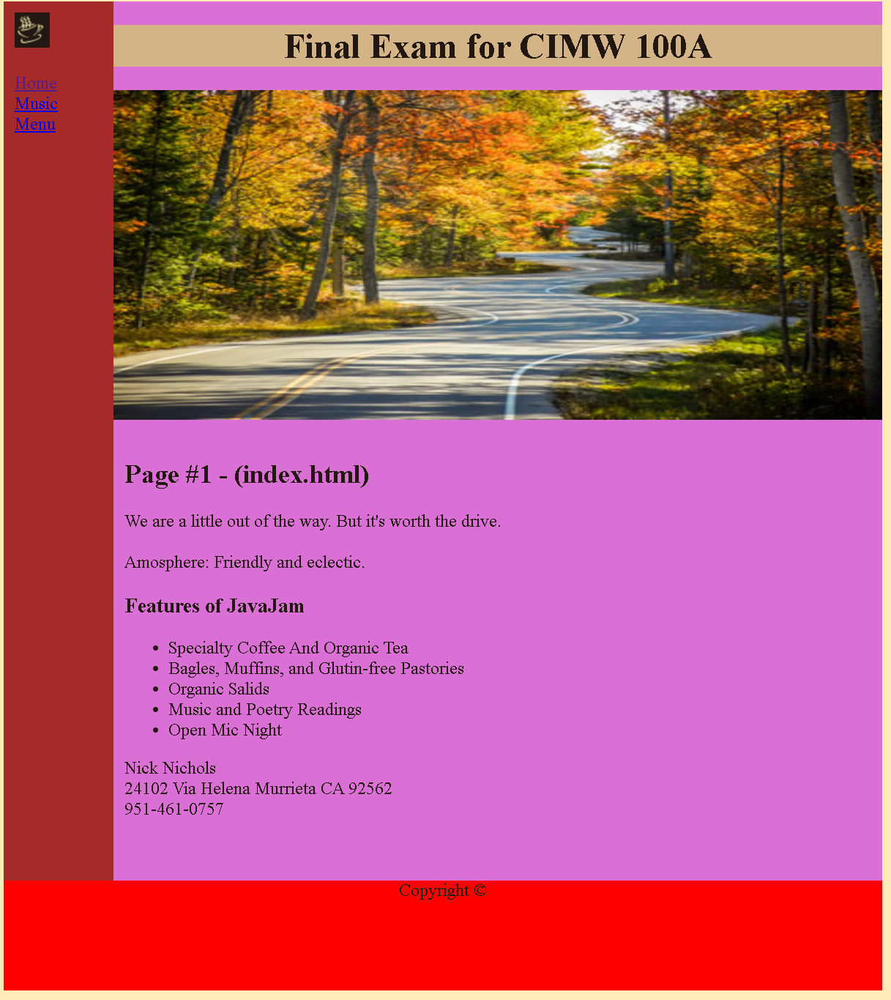 Final Exam for CIMW 100A
Home
Music
Menu
Page #1 - (index.html)
We are a little out of the way. But it's worth the drive.
Amosphere: Friendly and eclectic.
Features of JavaJam
• Specialty Coffee And Organic Tea
• Bagles, Muffins, and Glutin-free Pastories
• Organic Salids
• Music and Poetry Readings
• Open Mic Night
Nick Nichols
24102 Via Helena Murrieta CA 92562
951-461-0757
Copyright ©